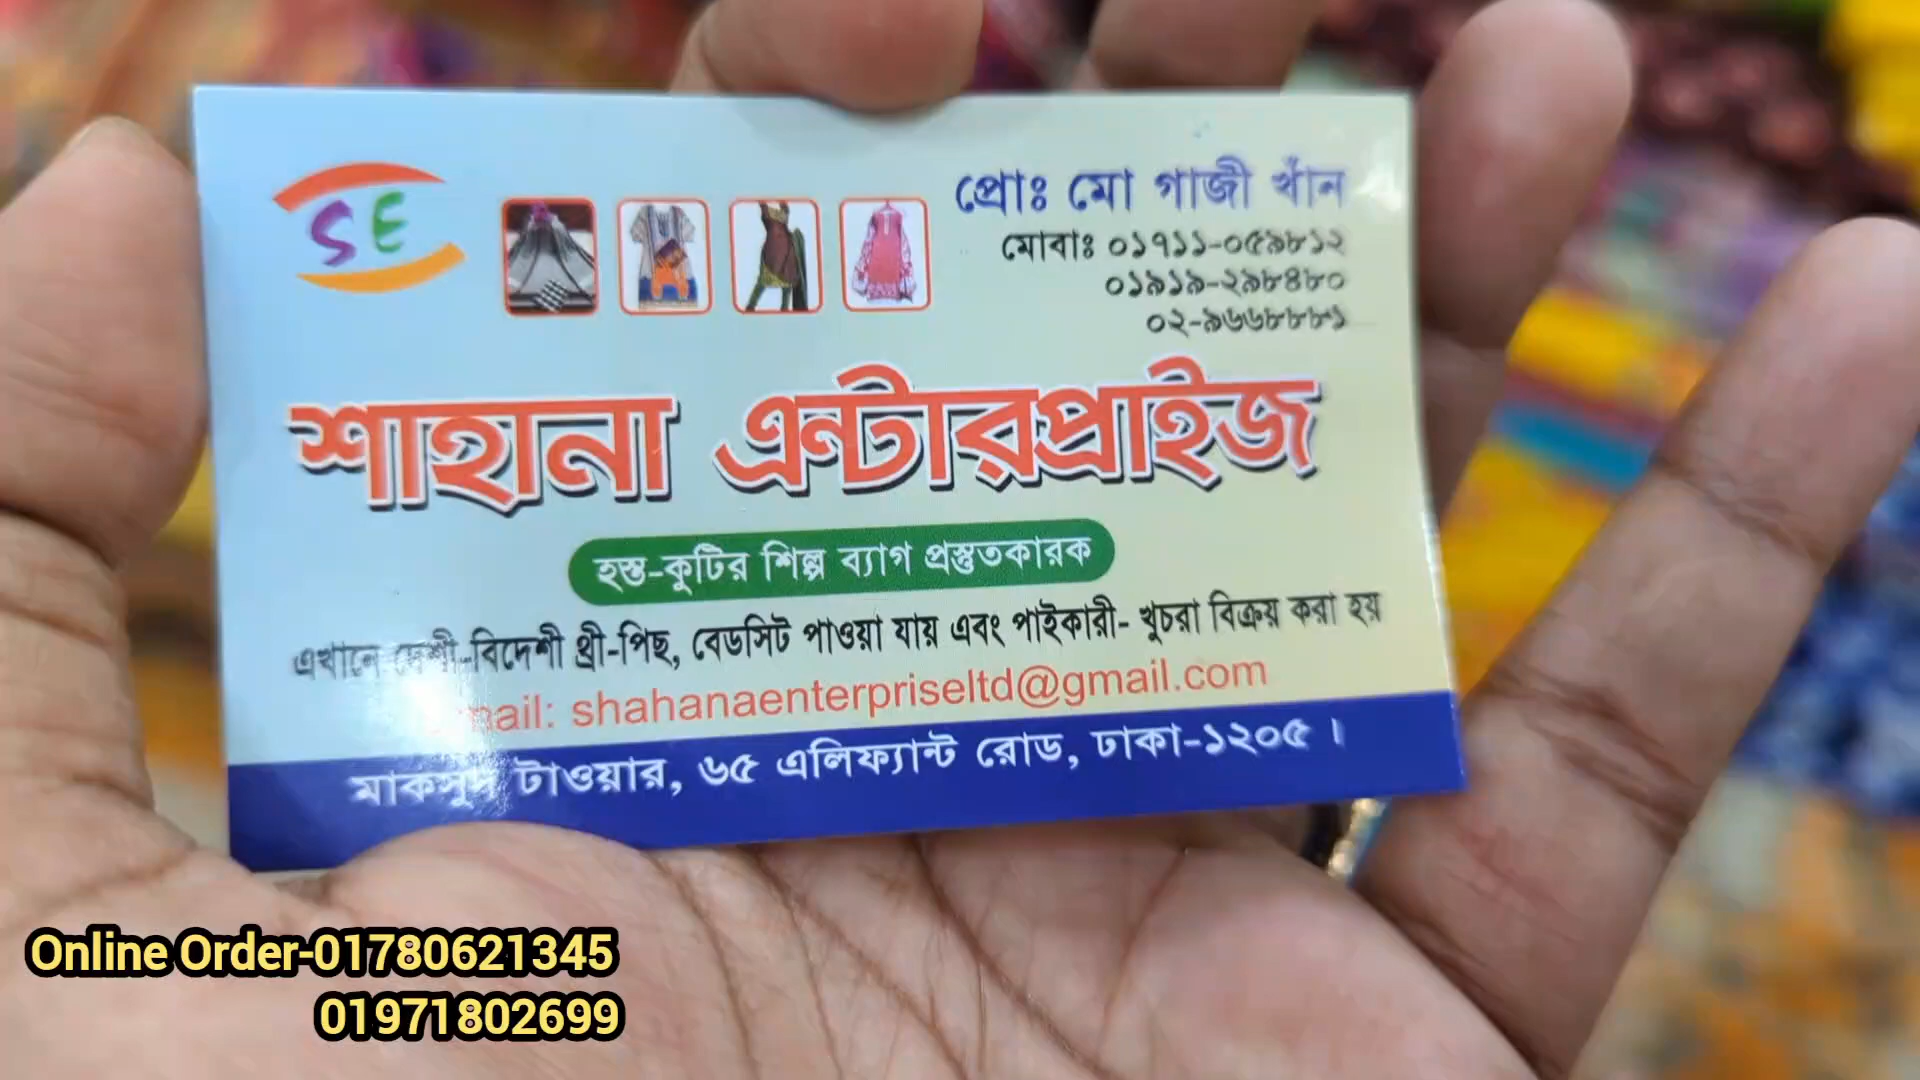 SE
প্রোঃ মো গাজী খাঁন
মোবাঃ ০১৭১১-০৫৯৮১২
০১৯১৯-২৯৮৪৮০
০২-৯৬৬৮৮৮১
শাহানা এন্টারপ্রাইজ
হস্ত-কুটির শিল্প ব্যাগ প্রস্তুতকারক
এখানে দেশী-বিদেশী থ্রী-পিছ, বেডসিট পাওয়া যায় এবং পাইকারী- খুচরা বিক্রয় করা হয়
Email: shahanaenterpriseltd@gmail.com
মাকসুদ টাওয়ার, ৬৫ এলিফ্যান্ট রোড, ঢাকা-১২০৫ ।
Online Order-01780621345
01971802699